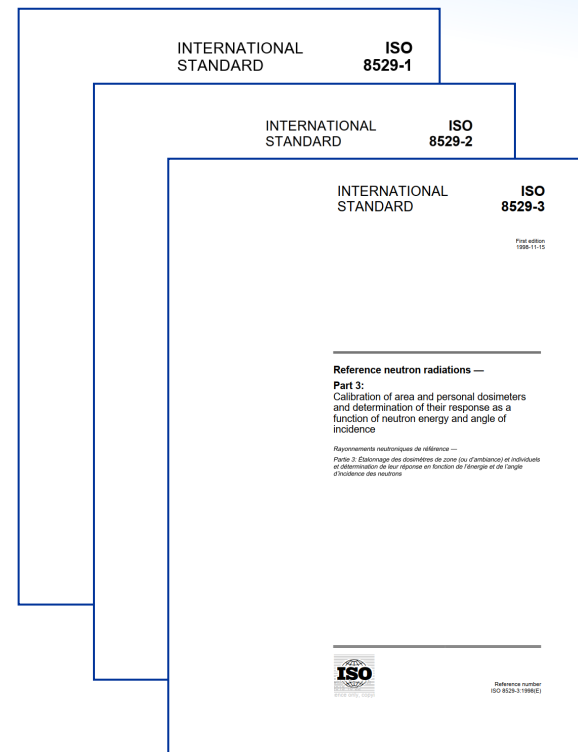 INTERNATIONAL
STANDARD
ISO
8529-1
INTERNATIONAL
STANDARD
ISO
8529-2
INTERNATIONAL
STANDARD
ISO
8529-3
First edition
1998-11-15
Reference neutron radiations —
Part 3:
Calibration of area and personal dosimeters
and determination of their response as a
function of neutron energy and angle of
incidence
Rayonnements neutroniques de référence —
Partie 3: Étalonnage des dosimètres de zone (ou d'ambiance) et individuels
et détermination de leur réponse en fonction de l'énergie et de l'angle
d'incidence des neutrons
ISO
Reference number
ISO 8529-3:1998(E)